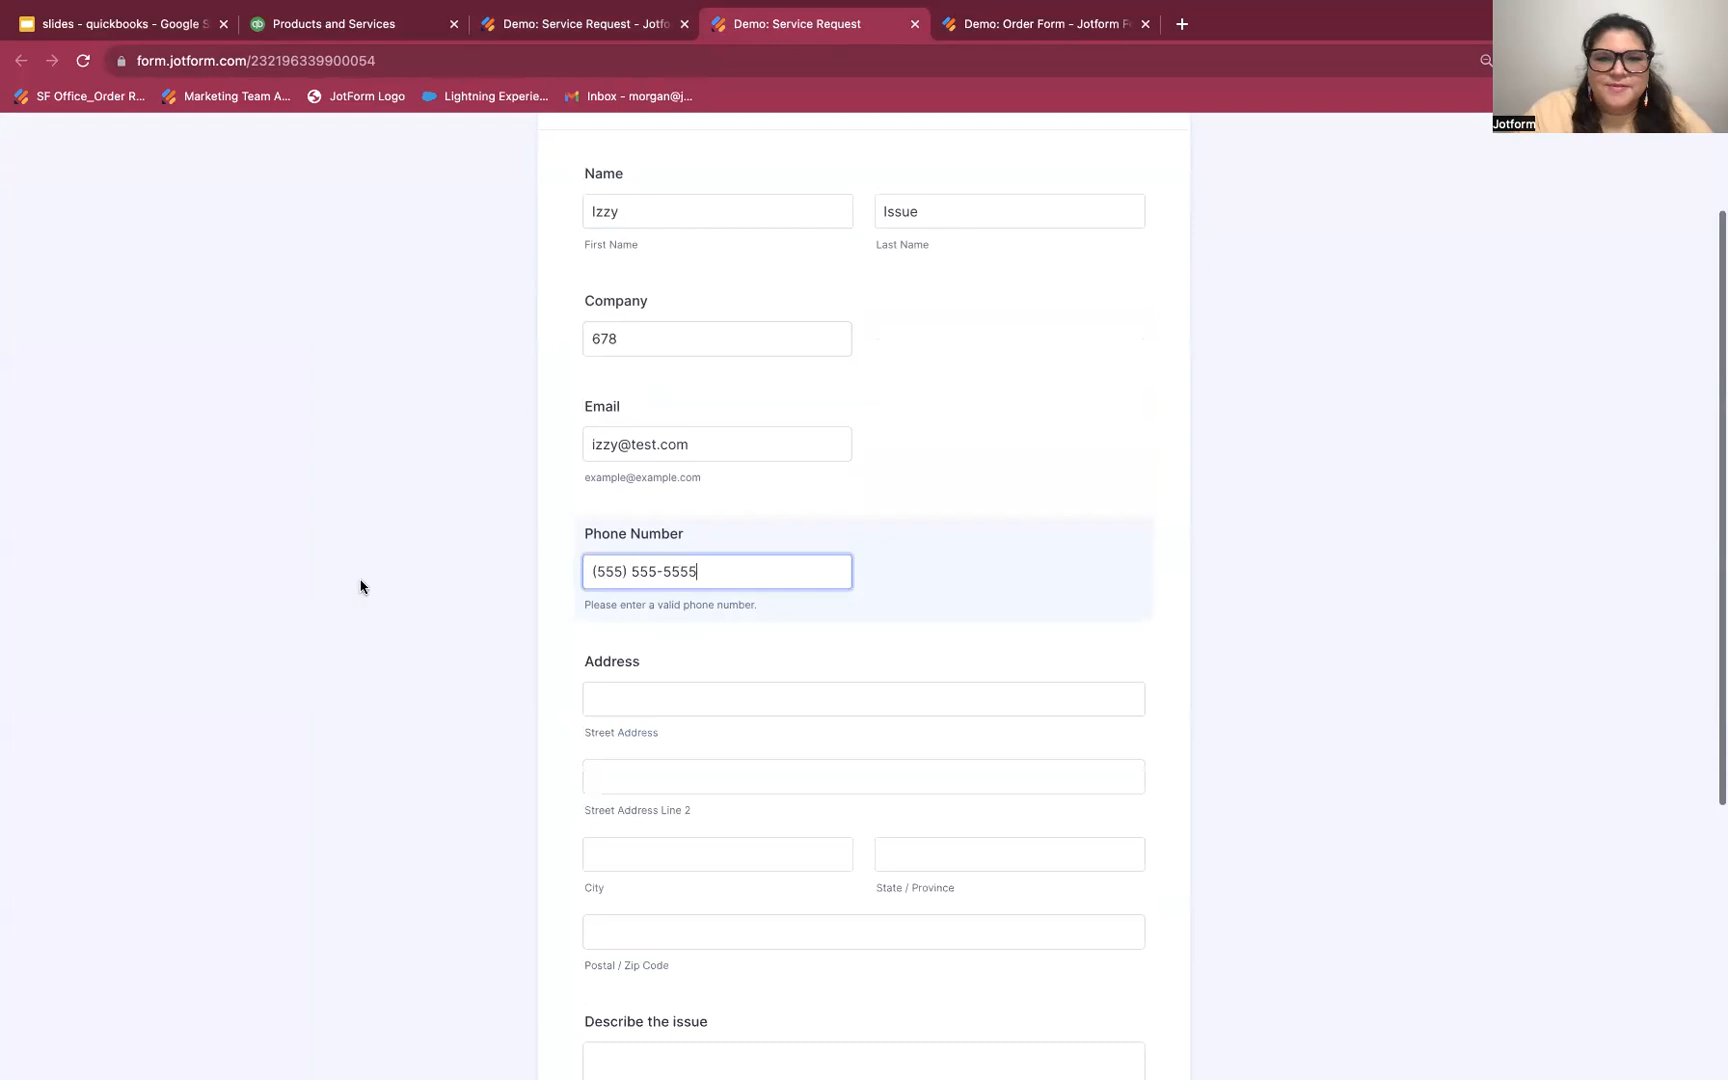 slides - quickbooks - Google S
Products and Services
Demo: Service Request - Jotfo
Demo: Service Request
Demo: Order Form - Jotform F
form.jotform.com/232196339900054
SF Office_Order R...
Marketing Team A...
JotForm Logo
Lightning Experie...
Inbox - morgan@j...
Jotform
Name
Izzy
Issue
First Name
Last Name
Company
678
Email
izzy@test.com
example@example.com
Phone Number
(555) 555-5555
Please enter a valid phone number.
Address
Street Address
Street Address Line 2
City
State / Province
Postal / Zip Code
Describe the issue